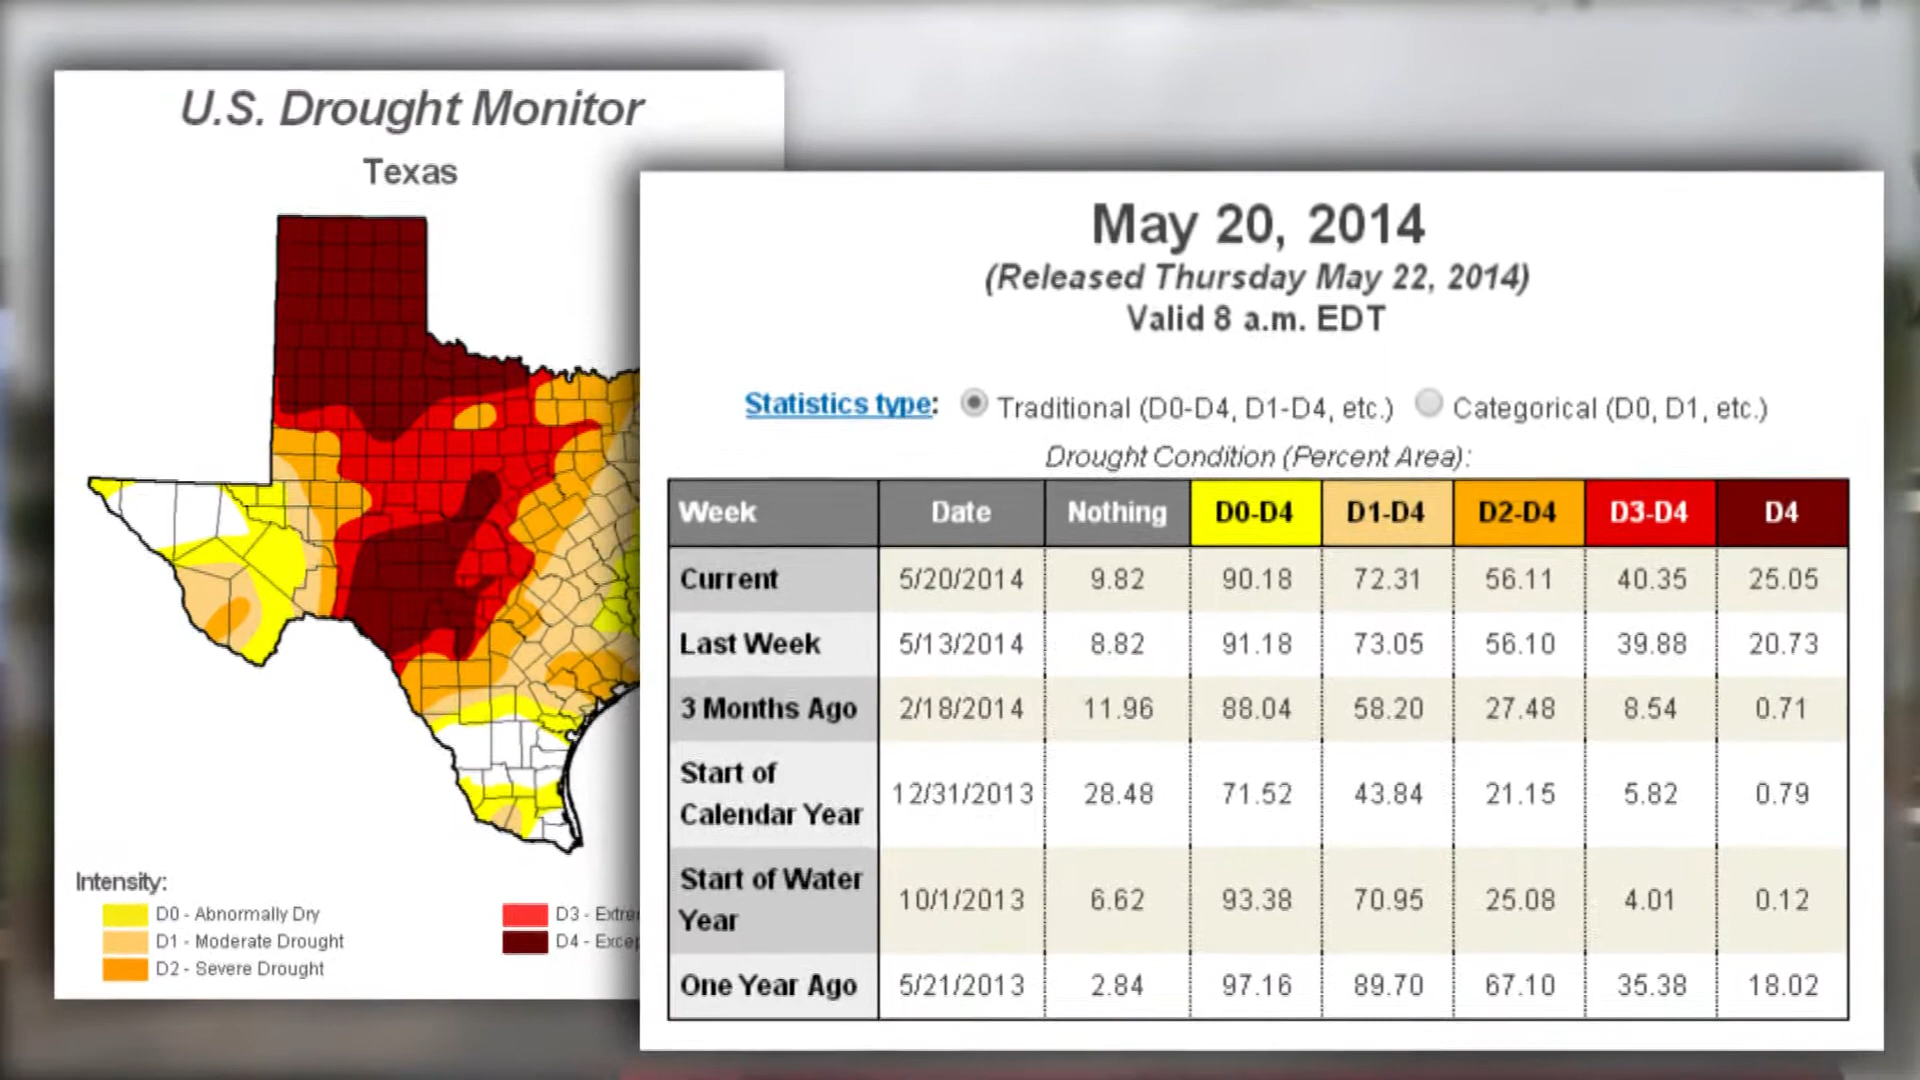 U.S. Drought Monitor
Texas
Intensity:
D0 - Abnormally Dry
D1 - Moderate Drought
D2 - Severe Drought
D3 -
D4 -
May 20, 2014
(Released Thursday May 22, 2014)
Valid 8 a.m. EDT
Statistics type: Traditional (D0-D4, D1-D4, etc.) Categorical (D0, D1, etc.)
Drought Condition (Percent Area):
Week Date Nothing D0-D4 D1-D4 D2-D4 D3-D4 D4
Current 5/20/2014 9.82 90.18 72.31 56.11 40.35 25.05
Last Week 5/13/2014 8.82 91.18 73.05 56.10 39.88 20.73
3 Months Ago 2/18/2014 11.96 88.04 58.20 27.48 8.54 0.71
Start of
Calendar Year 12/31/2013 28.48 71.52 43.84 21.15 5.82 0.79
Start of Water
Year 10/1/2013 6.62 93.38 70.95 25.08 4.01 0.12
One Year Ago 5/21/2013 2.84 97.16 89.70 67.10 35.38 18.02